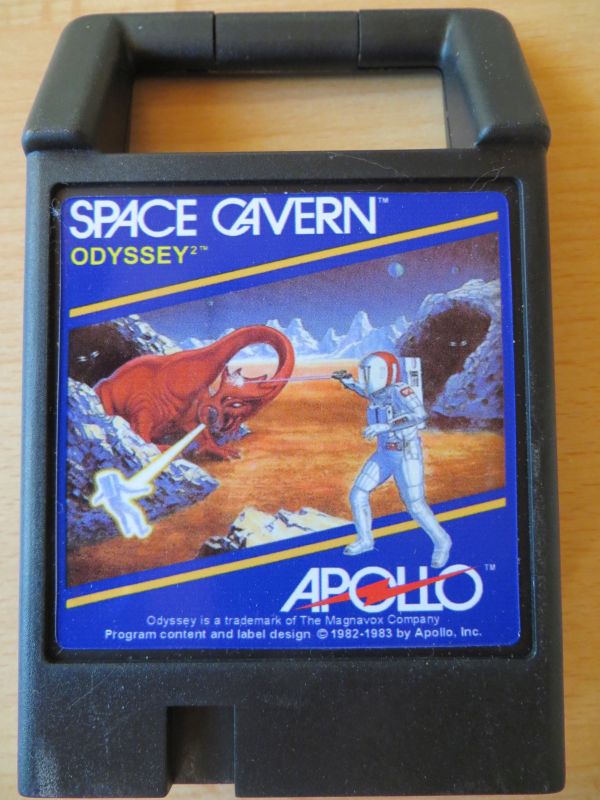 SPACE CAVERN™
ODYSSEY²™
APOLLO™
Odyssey is a trademark of The Magnavox Company
Program content and label design ©1982-1983 by Apollo, Inc.